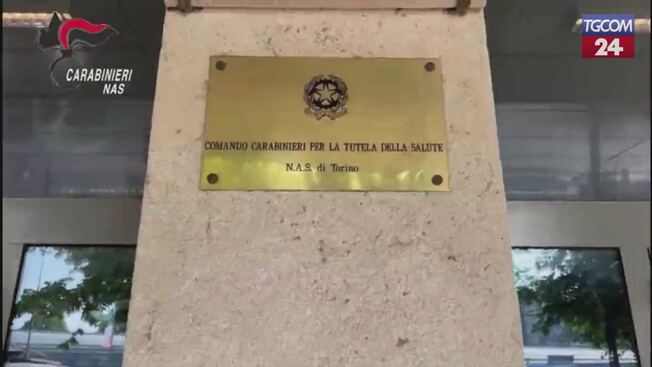 CARABINIERI
NAS
TGCOM
24
COMANDO CARABINIERI PER LA TUTELA DELLA SALUTE
N.A.S. di Torino